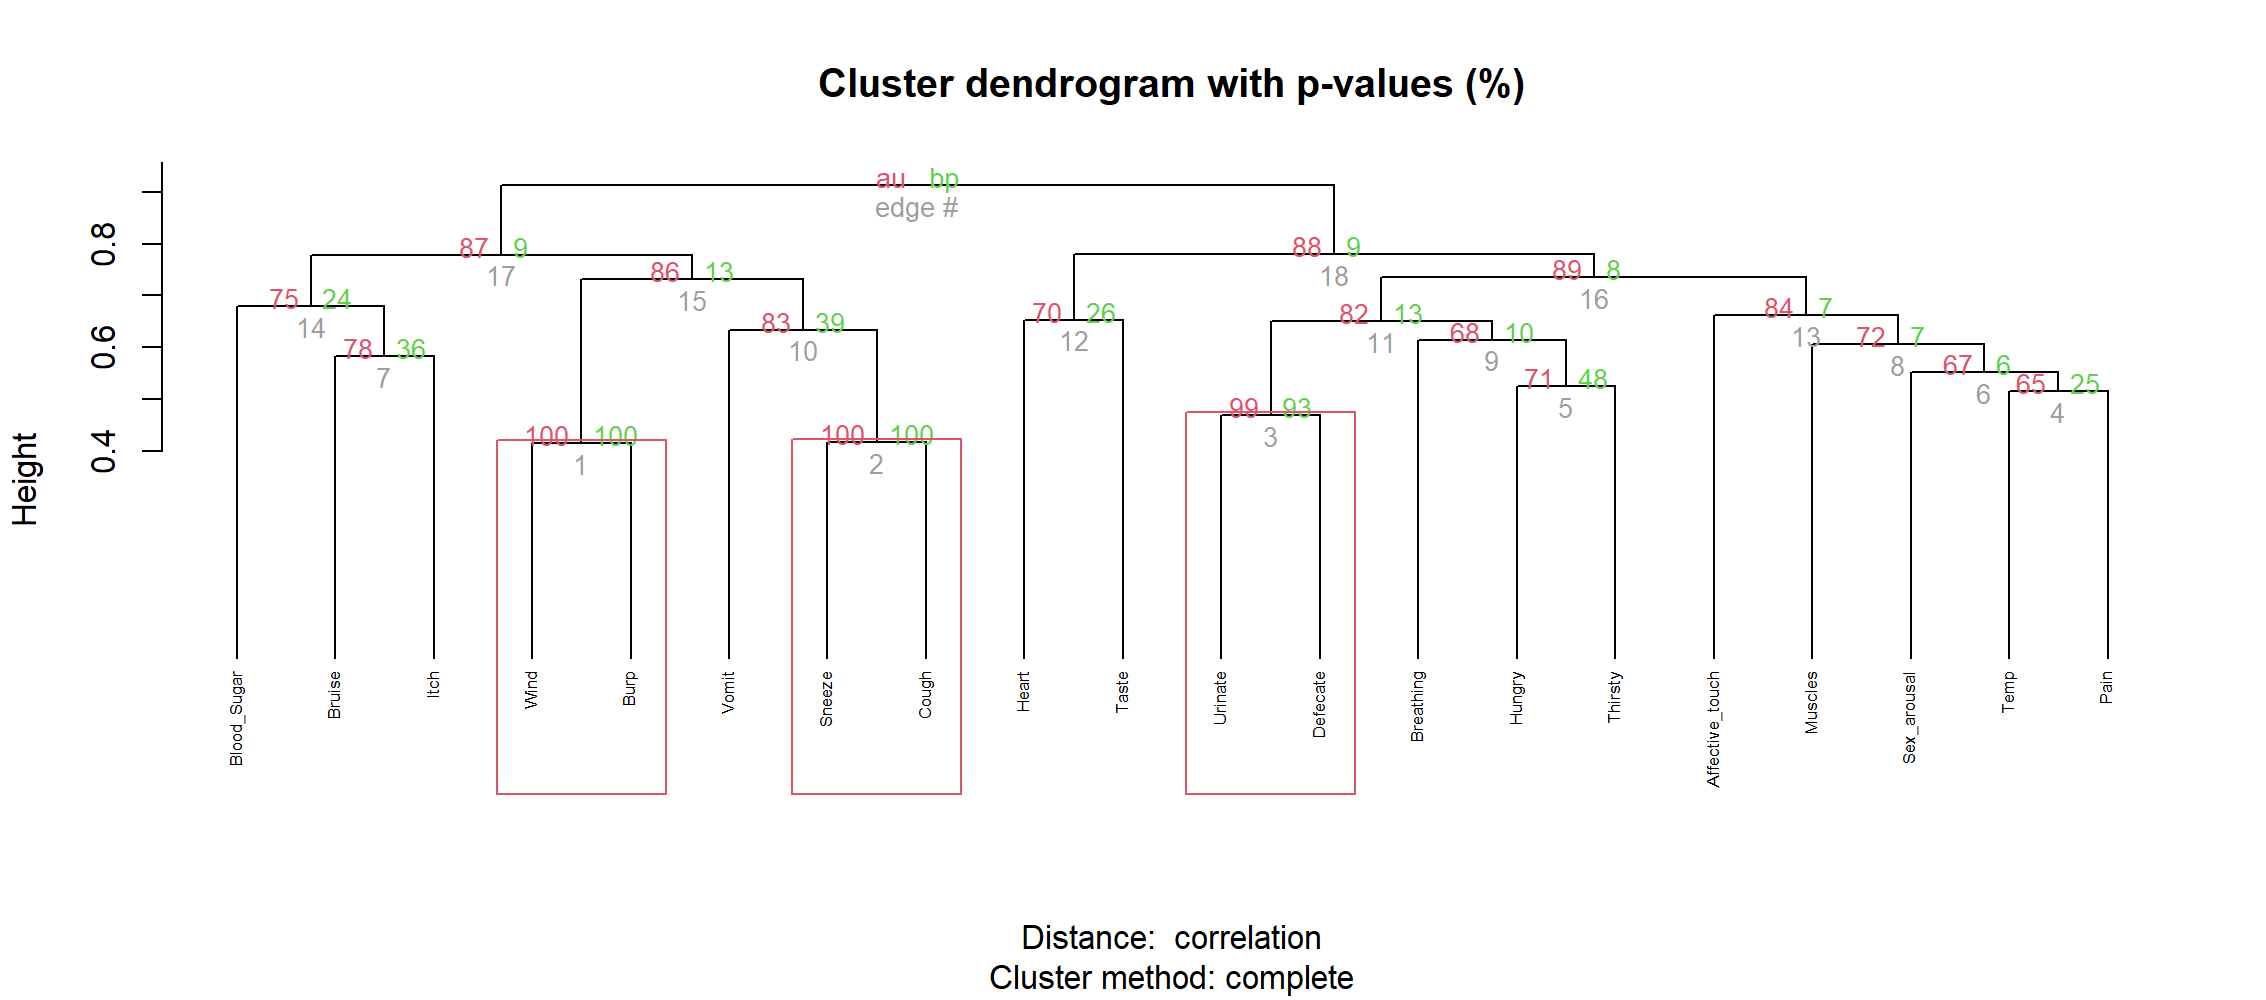 Cluster dendrogram with p-values (%)
au bp
edge #
87 9
17
88 9
18
86 13
15
89 8
16
75 24
14
83 39
10
70 26
12
82 13
11
84 7
13
78 36
7
68 10
9
72 7
8
67 6
6
71 48
5
65 25
4
100 100
1
100 100
2
99 93
3
0.8
0.6
0.4
Height
Blood_Sugar
Bruise
Itch
Wind
Burp
Vomit
Sneeze
Cough
Heart
Taste
Urinate
Defecate
Breathing
Hungry
Thirsty
Affective_touch
Muscles
Sex_arousal
Temp
Pain
Distance: correlation
Cluster method: complete